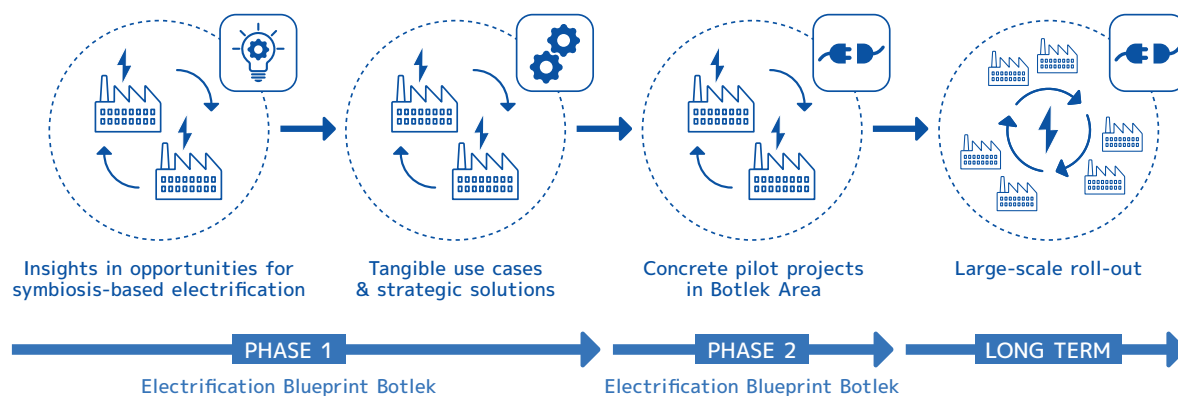 Insights in opportunities for
symbiosis-based electrification
Tangible use cases
& strategic solutions
Concrete pilot projects
in Botlek Area
Large-scale roll-out
PHASE 1
PHASE 2
LONG TERM
Electrification Blueprint Botlek
Electrification Blueprint Botlek